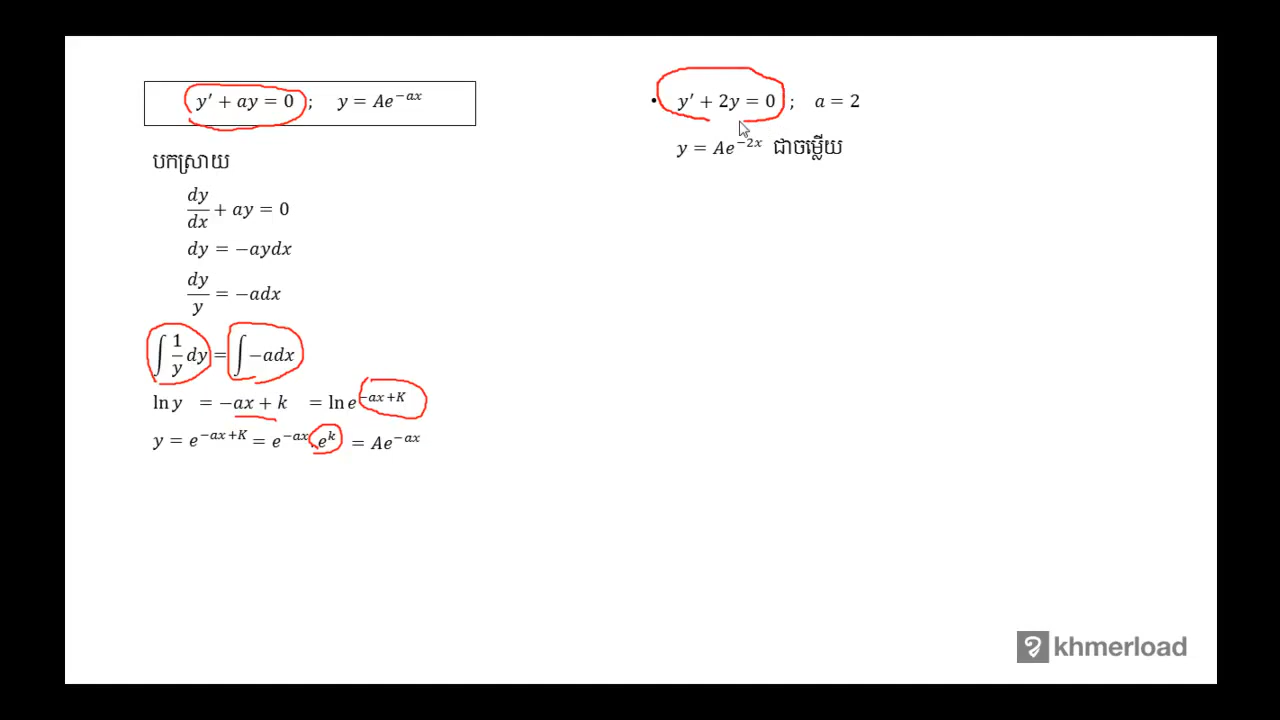 y′ + ay = 0 ; y = Ae^{−ax}
បកស្រាយ
dy/dx + ay = 0
dy = −aydx
dy/y = −adx
∫ 1/y dy = ∫ −adx
ln y = −ax + k = ln e^{−ax+K}
y = e^{−ax+K} = e^{−ax}. e^{k} = Ae^{−ax}
• y′ + 2y = 0 ; a = 2
y = Ae^{−2x} ជាចម្លើយ
khmerload